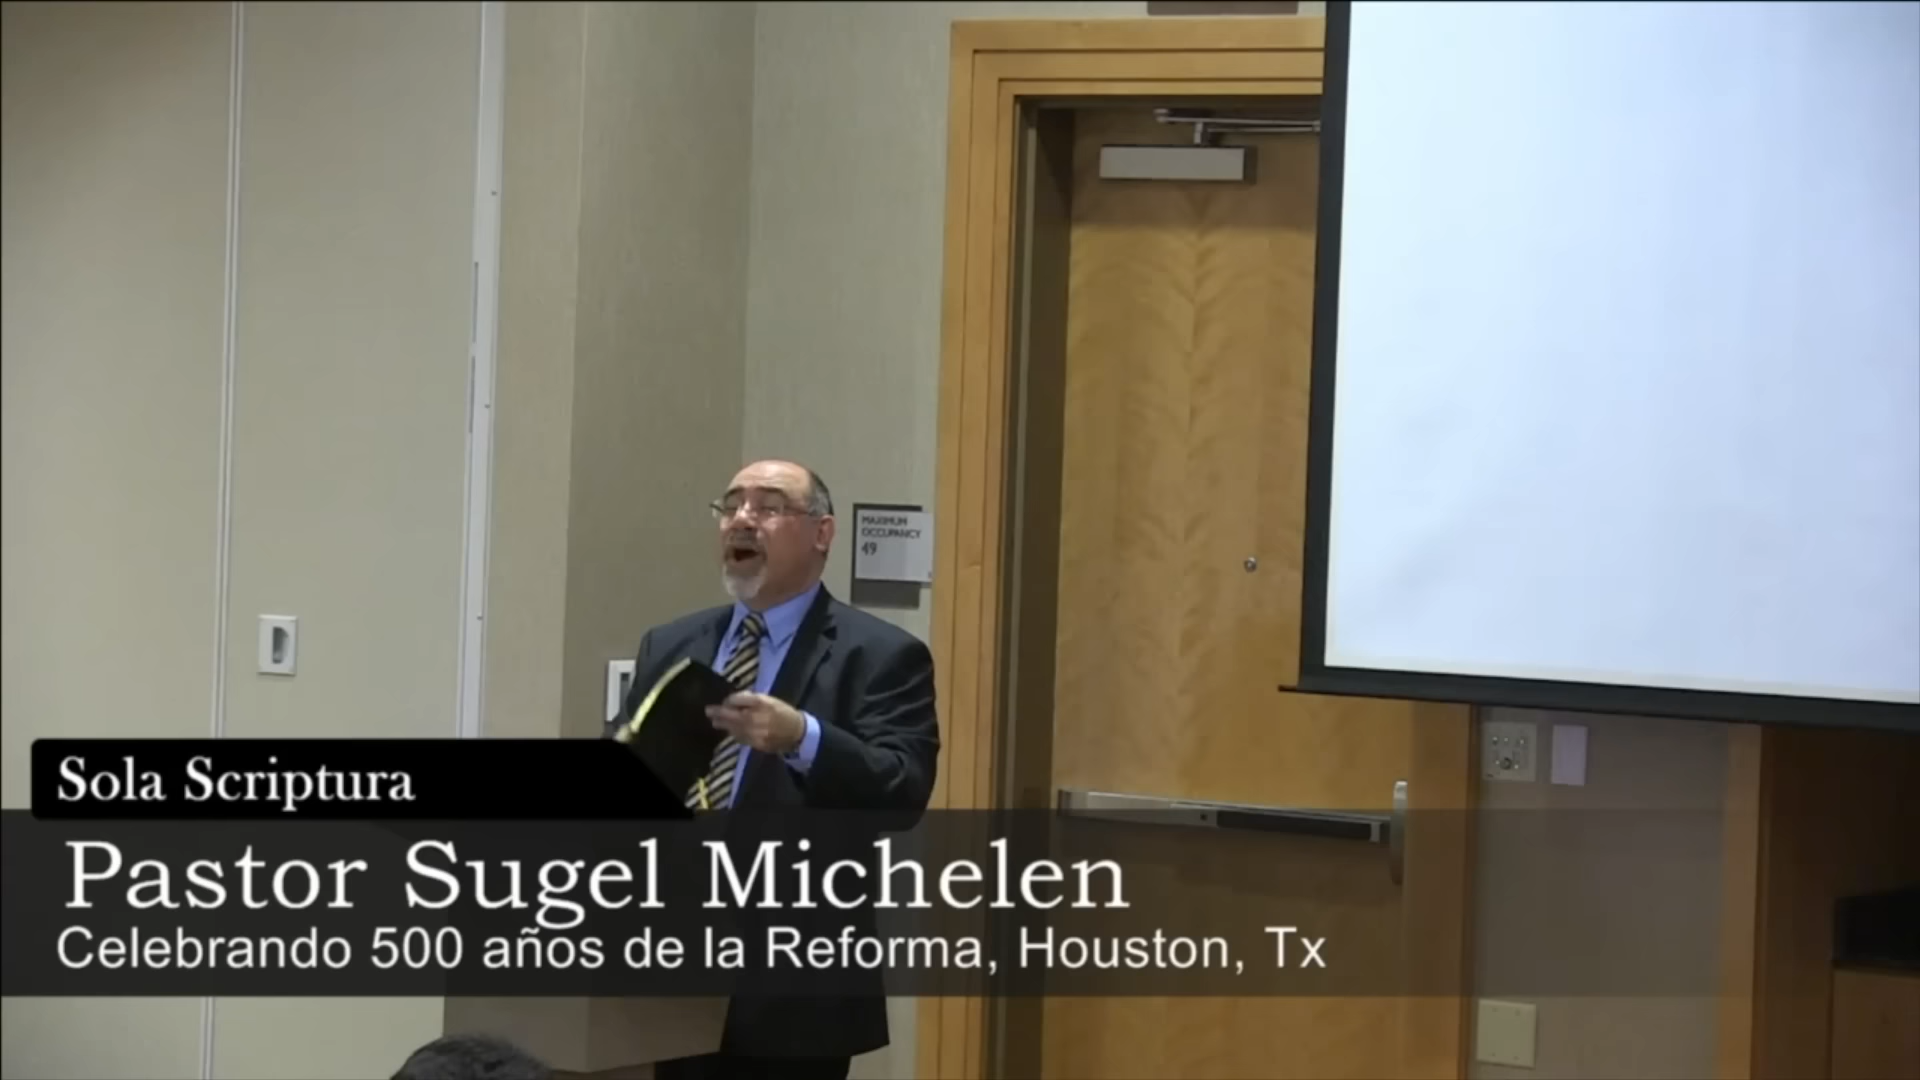 MAXIMUM
OCCUPANCY
49
Sola Scriptura
Pastor Sugel Michelen
Celebrando 500 años de la Reforma, Houston, Tx